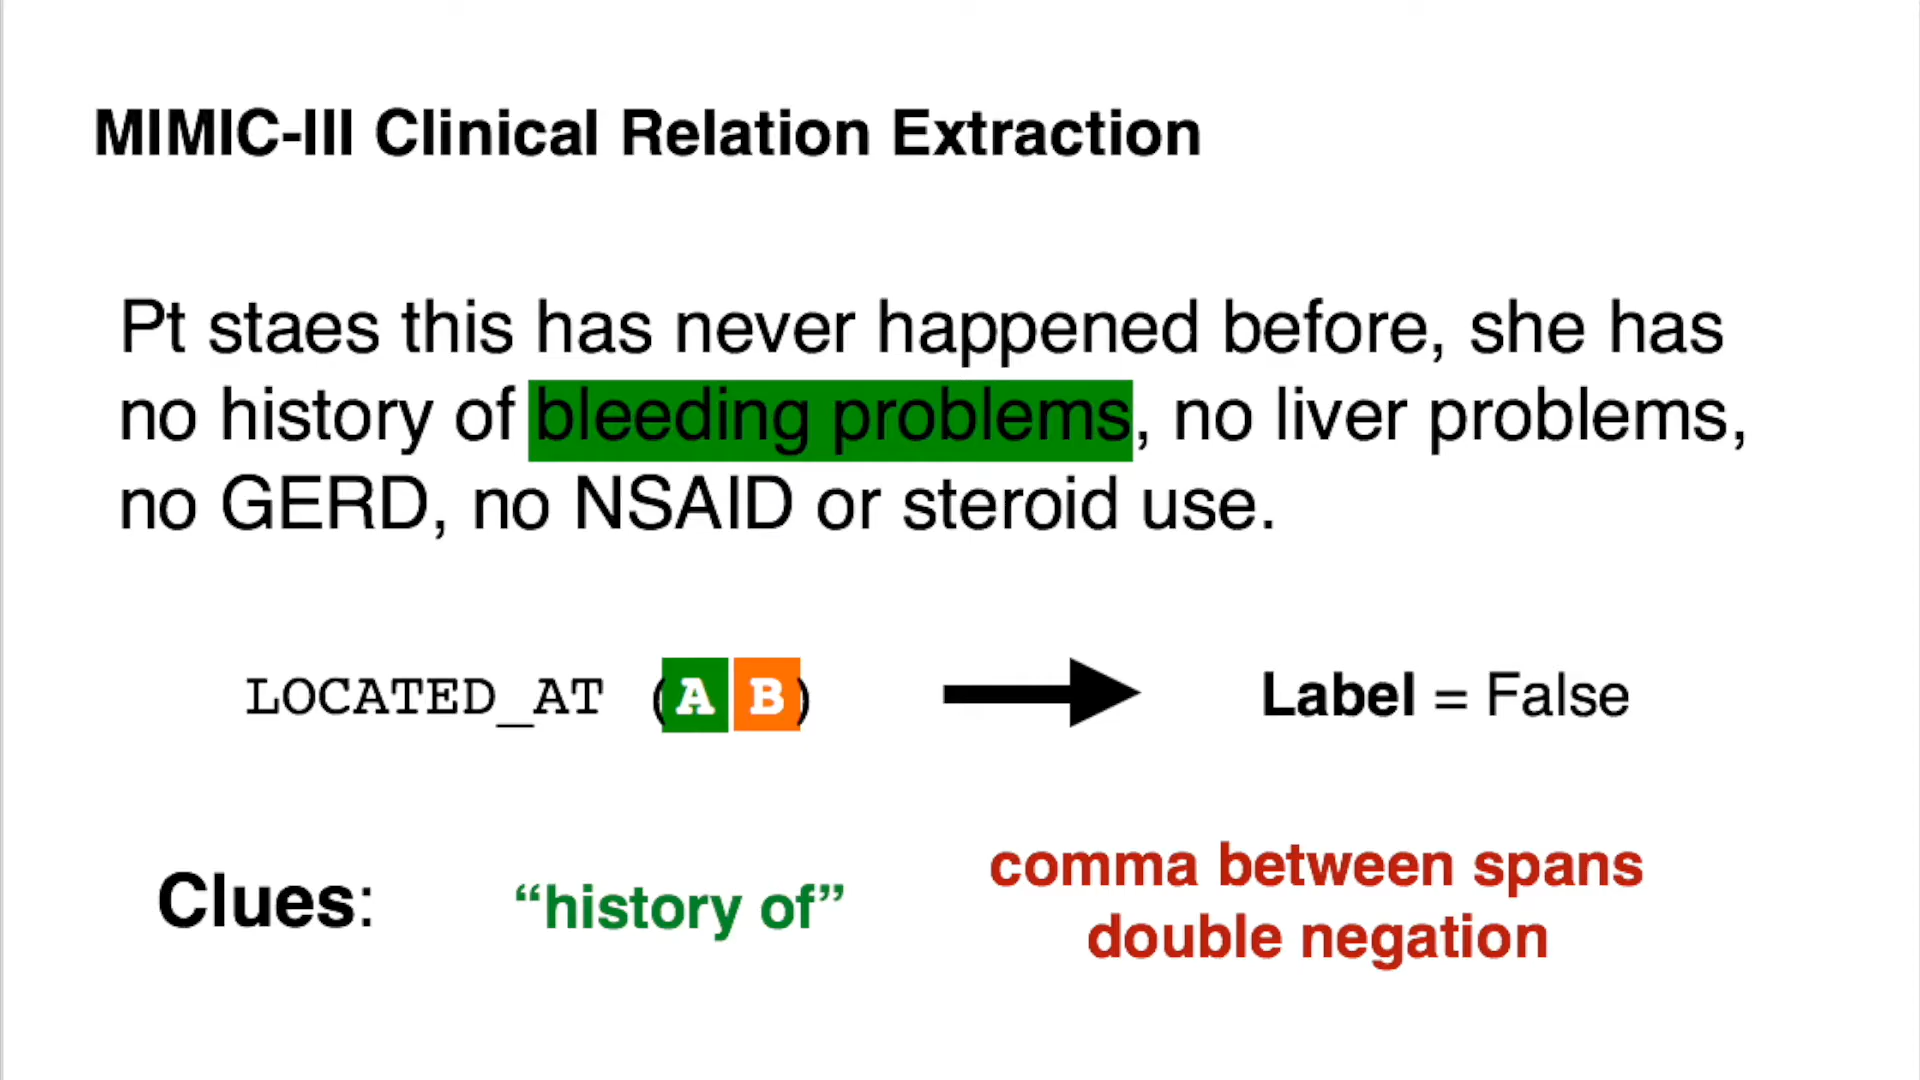 MIMIC-III Clinical Relation Extraction
Pt staes this has never happened before, she has
no history of bleeding problems, no liver problems,
no GERD, no NSAID or steroid use.
LOCATED_AT (A B) Label = False
Clues: “history of” comma between spans
double negation